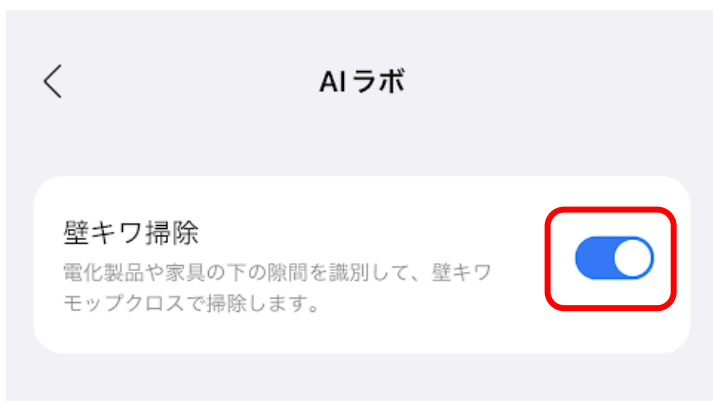 AIラボ
壁キワ掃除
電化製品や家具の下の隙間を識別して、壁キワ
モップクロスで掃除します。